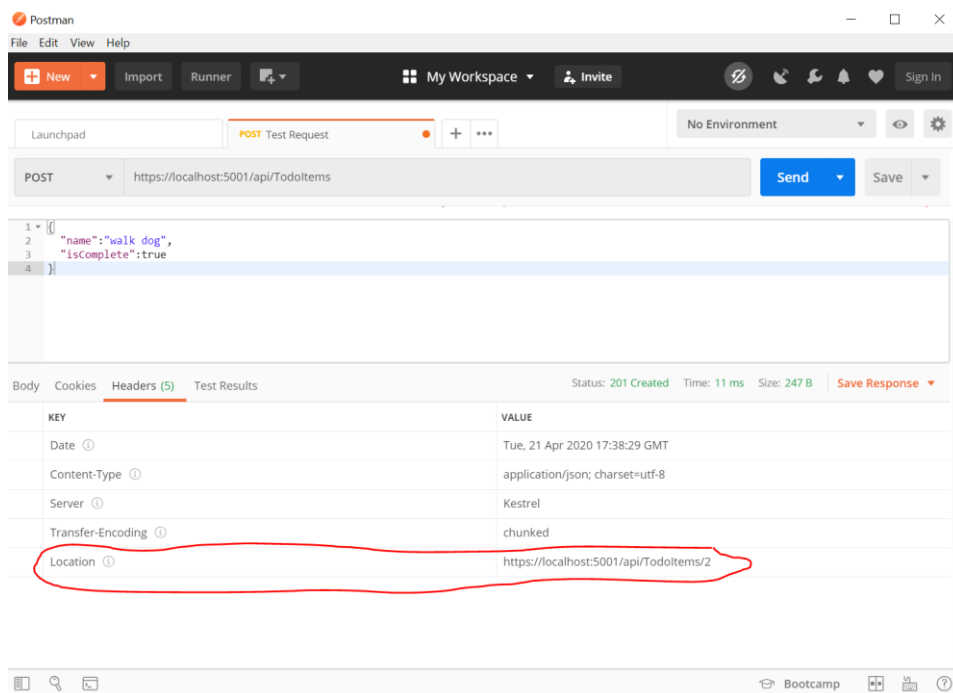 Postman
File Edit View Help
New Import Runner My Workspace Invite Sign In
Launchpad POST Test Request ••• No Environment
POST https://localhost:5001/api/TodoItems Send Save
1 {
2 "name":"walk dog",
3 "isComplete":true
4 }
Body Cookies Headers (5) Test Results Status: 201 Created Time: 11 ms Size: 247 B Save Response
KEY VALUE
Date Tue, 21 Apr 2020 17:38:29 GMT
Content-Type application/json; charset=utf-8
Server Kestrel
Transfer-Encoding chunked
Location https://localhost:5001/api/TodoItems/2
Bootcamp